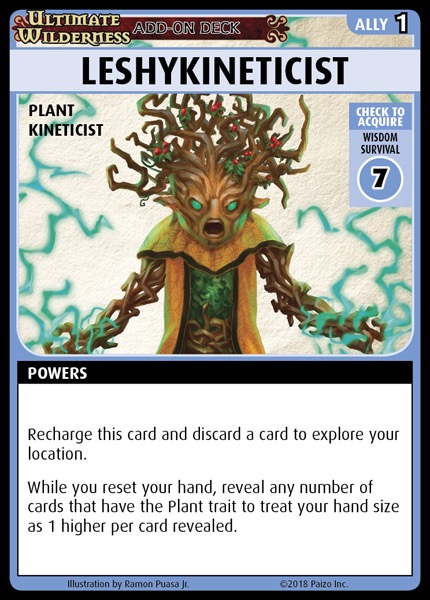 ULTIMATE
WILDERNESS ADD-ON DECK
ALLY 1
LESHYKINETICIST
PLANT
KINETICIST
CHECK TO
ACQUIRE
WISDOM
SURVIVAL
7
POWERS
Recharge this card and discard a card to explore your
location.
While you reset your hand, reveal any number of
cards that have the Plant trait to treat your hand size
as 1 higher per card revealed.
Illustration by Ramon Puasa Jr.
©2018 Paizo Inc.